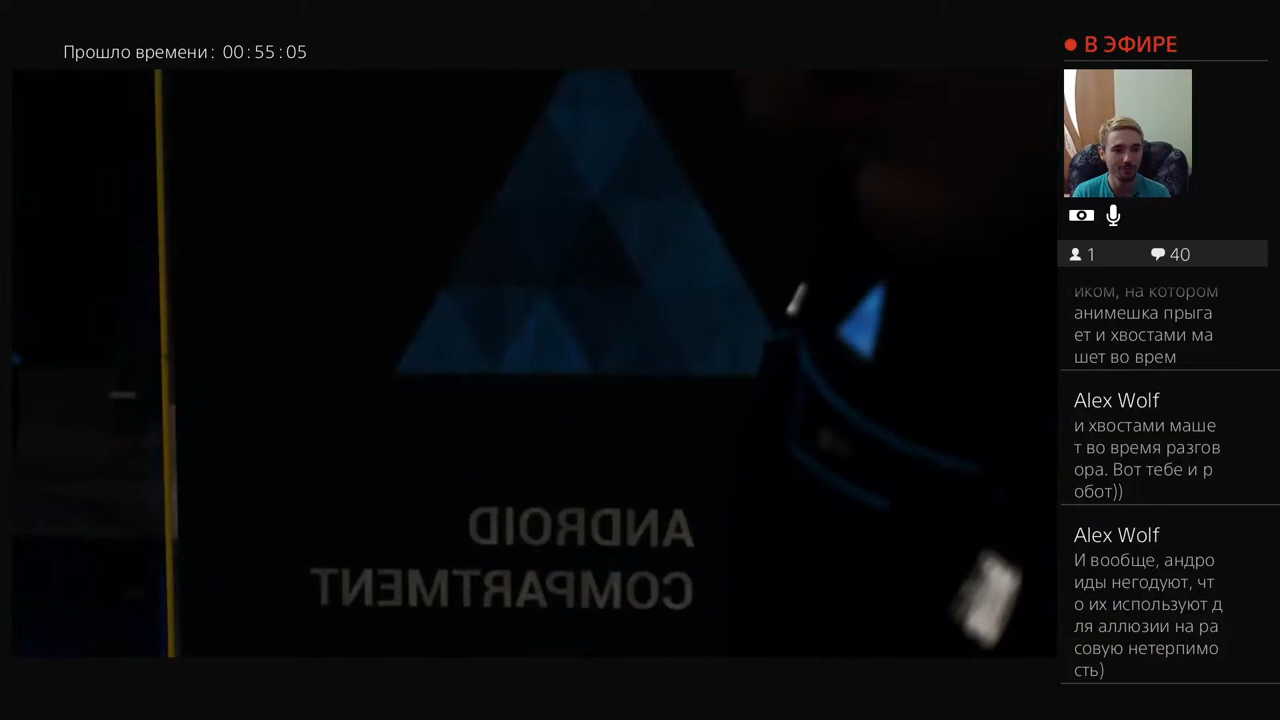 Прошло времени: 00:55:05
В ЭФИРЕ
1 40
иком, на котором
анимешка прыга
ет и хвостами ма
шет во врем
Alex Wolf
и хвостами маше
т во время разгов
ора. Вот тебе и р
обот))
Alex Wolf
И вообще, андро
иды негодуют, чт
о их используют д
ля аллюзии на ра
совую нетерпимо
сть)
ANDROID
COMPARTMENT